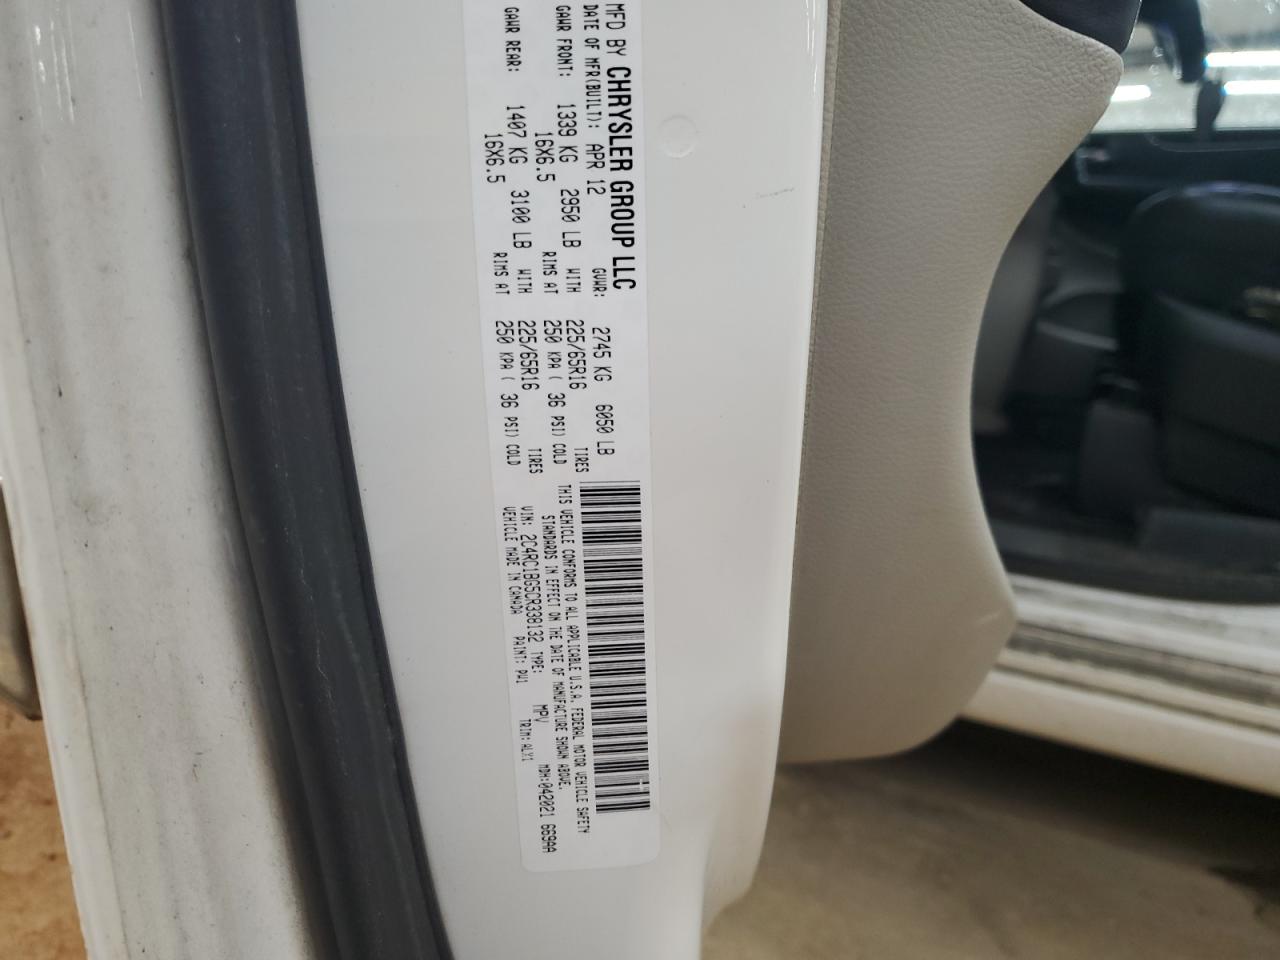 MFD BY CHRYSLER GROUP LLC
DATE OF MFR(BUILT): APR 12 GVWR: 2745 KG 6050 LB
GAWR FRONT: 1339 KG 2950 LB WITH 225/65R16 TIRES
16X6.5 RIMS AT 250 KPA ( 36 PSI) COLD
GAWR REAR: 1407 KG 3100 LB WITH 225/65R16 TIRES
16X6.5 RIMS AT 250 KPA ( 36 PSI) COLD
THIS VEHICLE CONFORMS TO ALL APPLICABLE U.S.A. FEDERAL MOTOR VEHICLE SAFETY
STANDARDS IN EFFECT ON THE DATE OF MANUFACTURE SHOWN ABOVE.
VIN: 2C4RC1BG5CR338132 TYPE: MPV MDH:042021 669AA
VEHICLE MADE IN CANADA PAINT: PW1 TRIM:ALX1